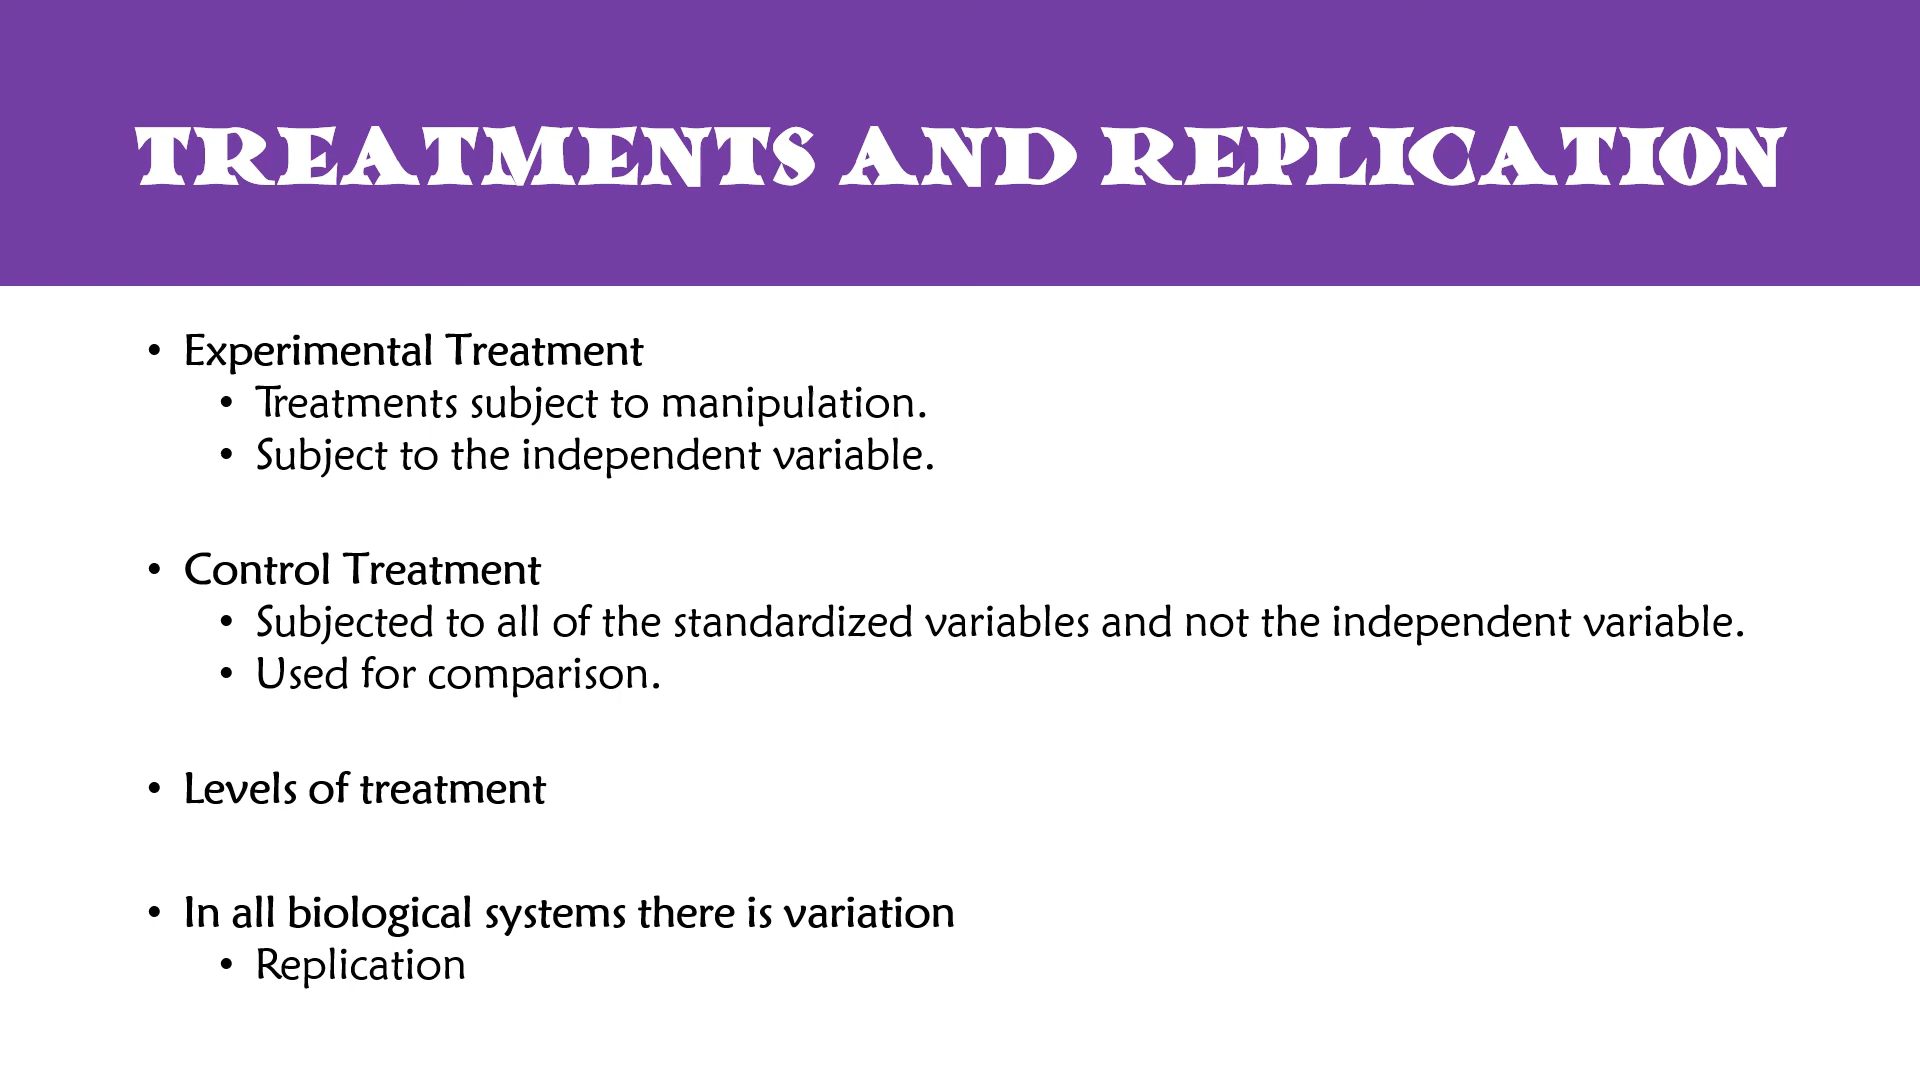 TREATMENTS AND REPLICATION
• Experimental Treatment
• Treatments subject to manipulation.
• Subject to the independent variable.
• Control Treatment
• Subjected to all of the standardized variables and not the independent variable.
• Used for comparison.
• Levels of treatment
• In all biological systems there is variation
• Replication